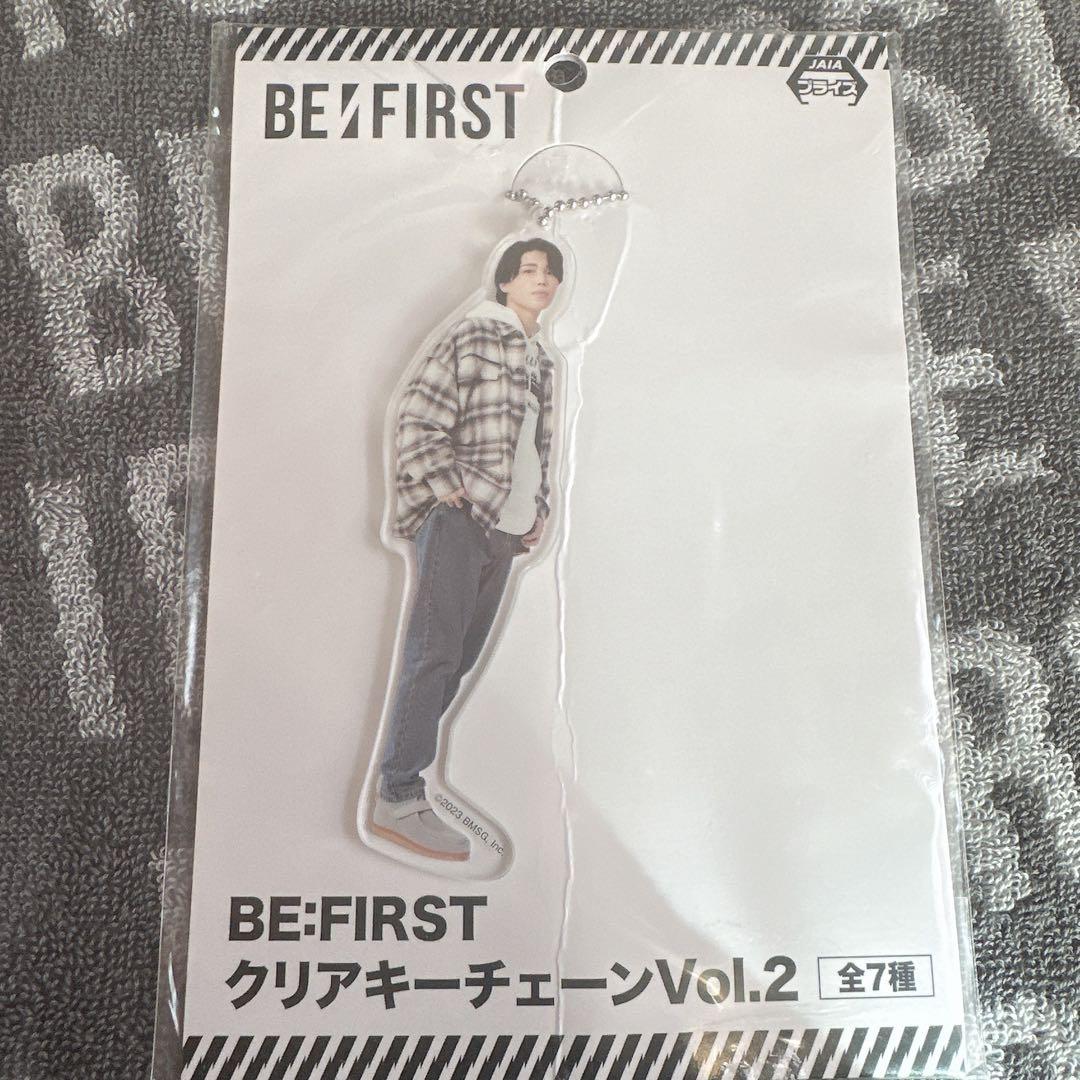 BE:FIRST
JAIA
プライズ
©2023 BMSG, Inc.
BE:FIRST
クリアキーチェーンVol.2
全7種